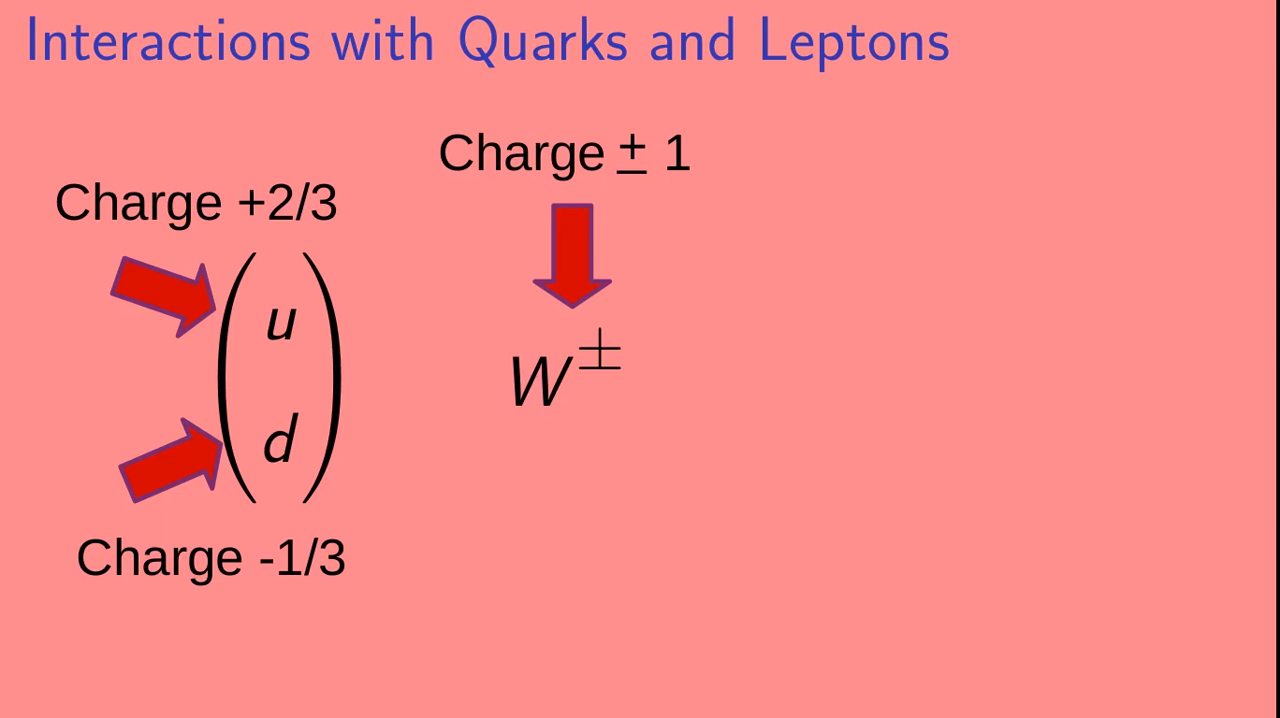 Interactions with Quarks and Leptons
Charge ± 1
Charge +2/3
u
W±
d
Charge -1/3